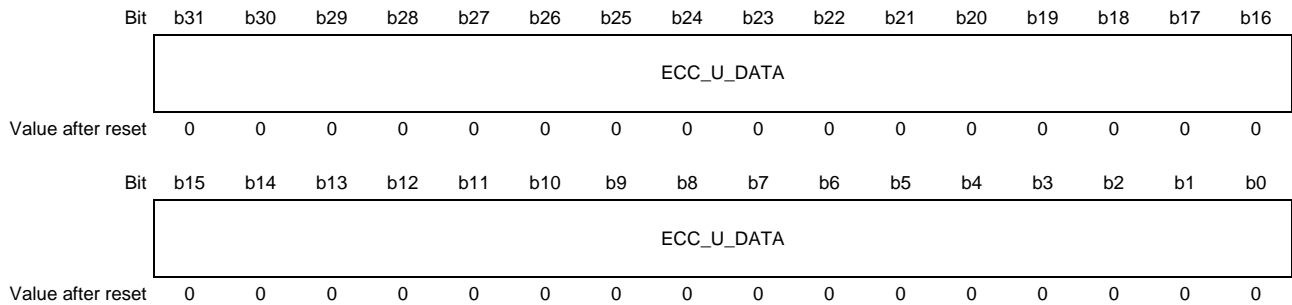 Bit b31 b30 b29 b28 b27 b26 b25 b24 b23 b22 b21 b20 b19 b18 b17 b16
ECC_U_DATA
Value after reset 0 0 0 0 0 0 0 0 0 0 0 0 0 0 0 0
Bit b15 b14 b13 b12 b11 b10 b9 b8 b7 b6 b5 b4 b3 b2 b1 b0
ECC_U_DATA
Value after reset 0 0 0 0 0 0 0 0 0 0 0 0 0 0 0 0